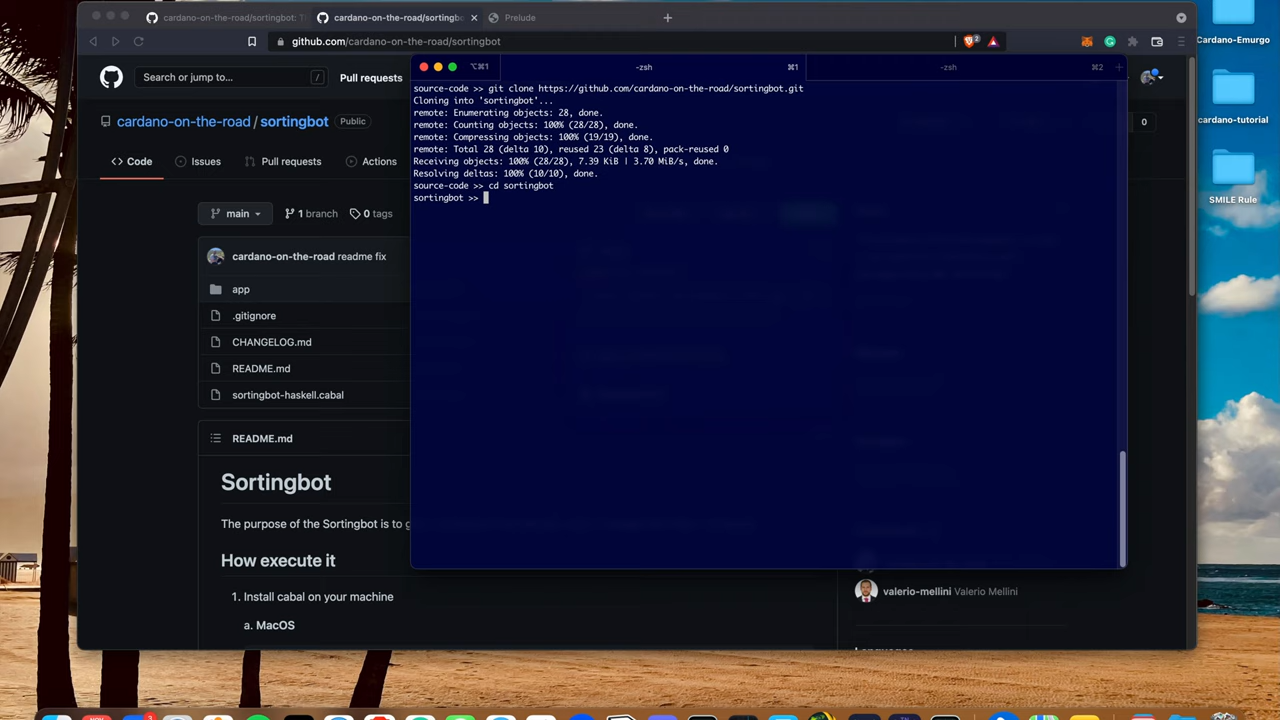 cardano-on-the-road/sortingbot: T
cardano-on-the-road/sortingb
Prelude
github.com/cardano-on-the-road/sortingbot
Search or jump to...
/
Pull requests
cardano-on-the-road / sortingbot
Public
0
<> Code
Issues
Pull requests
Actions
main
1 branch
0 tags
cardano-on-the-road readme fix
app
.gitignore
CHANGELOG.md
README.md
sortingbot-haskell.cabal
README.md
Sortingbot
The purpose of the Sortingbot is to g
How execute it
1. Install cabal on your machine
a. MacOS
⌥⌘1
-zsh
⌘1
-zsh
⌘2
source-code >> git clone https://github.com/cardano-on-the-road/sortingbot.git
Cloning into 'sortingbot'...
remote: Enumerating objects: 28, done.
remote: Counting objects: 100% (28/28), done.
remote: Compressing objects: 100% (19/19), done.
remote: Total 28 (delta 10), reused 23 (delta 8), pack-reused 0
Receiving objects: 100% (28/28), 7.39 KiB | 3.70 MiB/s, done.
Resolving deltas: 100% (10/10), done.
source-code >> cd sortingbot
sortingbot >>
valerio-mellini Valerio Mellini
Cardano-Emurgo
cardano-tutorial
SMILE Rule